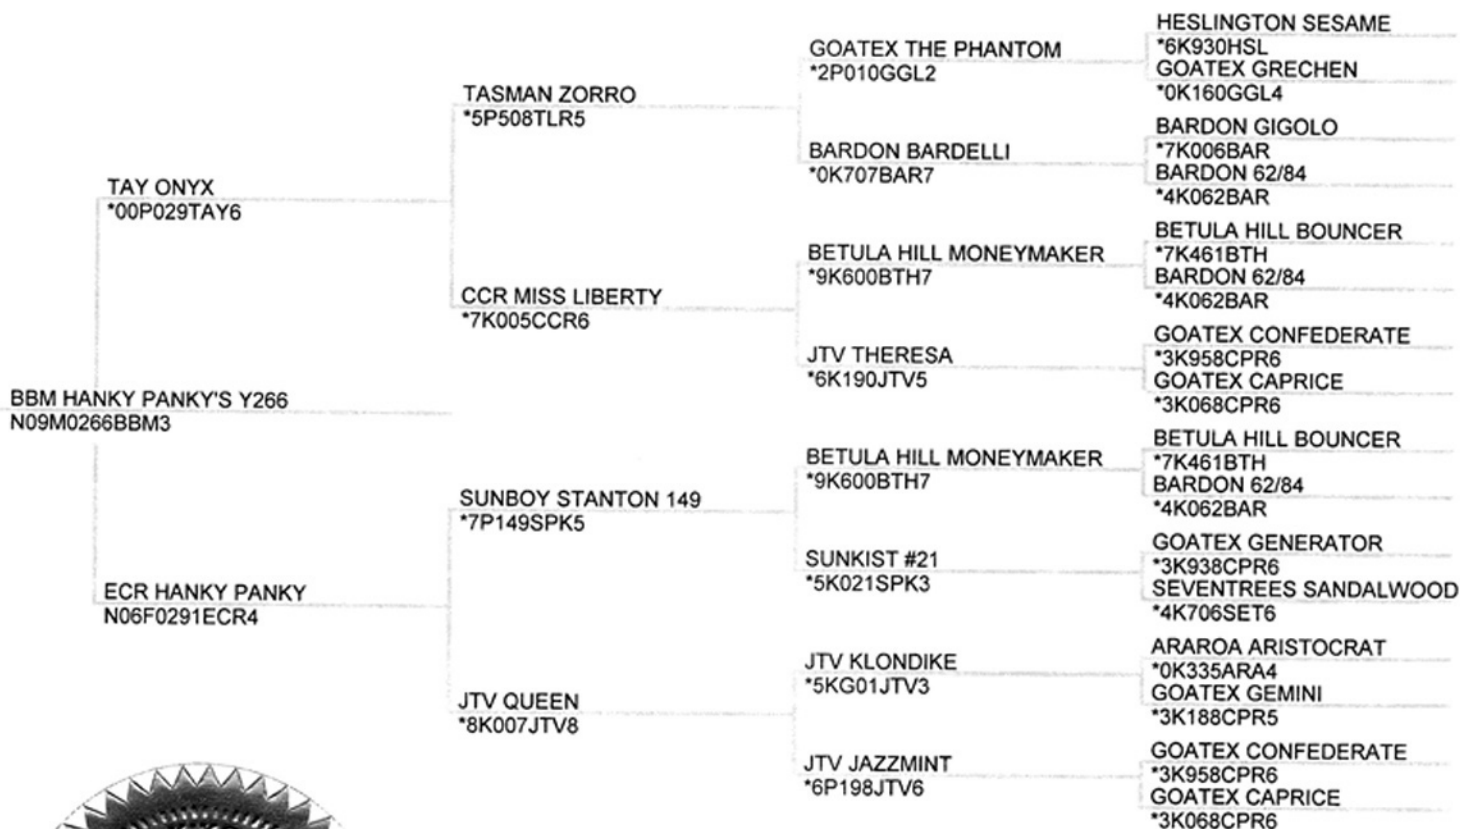 BBM HANKY PANKY'S Y266
N09M0266BBM3
TAY ONYX
*00P029TAY6
ECR HANKY PANKY
N06F0291ECR4
TASMAN ZORRO
*5P508TLR5
CCR MISS LIBERTY
*7K005CCR6
SUNBOY STANTON 149
*7P149SPK5
JTV QUEEN
*8K007JTV8
GOATEX THE PHANTOM
*2P010GGL2
BARDON BARDELLI
*0K707BAR7
BETULA HILL MONEYMAKER
*9K600BTH7
JTV THERESA
*6K190JTV5
BETULA HILL MONEYMAKER
*9K600BTH7
SUNKIST #21
*5K021SPK3
JTV KLONDIKE
*5KG01JTV3
JTV JAZZMINT
*6P198JTV6
HESLINGTON SESAME
*6K930HSL
GOATEX GRECHEN
*0K160GGL4
BARDON GIGOLO
*7K006BAR
BARDON 62/84
*4K062BAR
BETULA HILL BOUNCER
*7K461BTH
BARDON 62/84
*4K062BAR
GOATEX CONFEDERATE
*3K958CPR6
GOATEX CAPRICE
*3K068CPR6
BETULA HILL BOUNCER
*7K461BTH
BARDON 62/84
*4K062BAR
GOATEX GENERATOR
*3K938CPR6
SEVENTREES SANDALWOOD
*4K706SET6
ARAROA ARISTOCRAT
*0K335ARA4
GOATEX GEMINI
*3K188CPR5
GOATEX CONFEDERATE
*3K958CPR6
GOATEX CAPRICE
*3K068CPR6